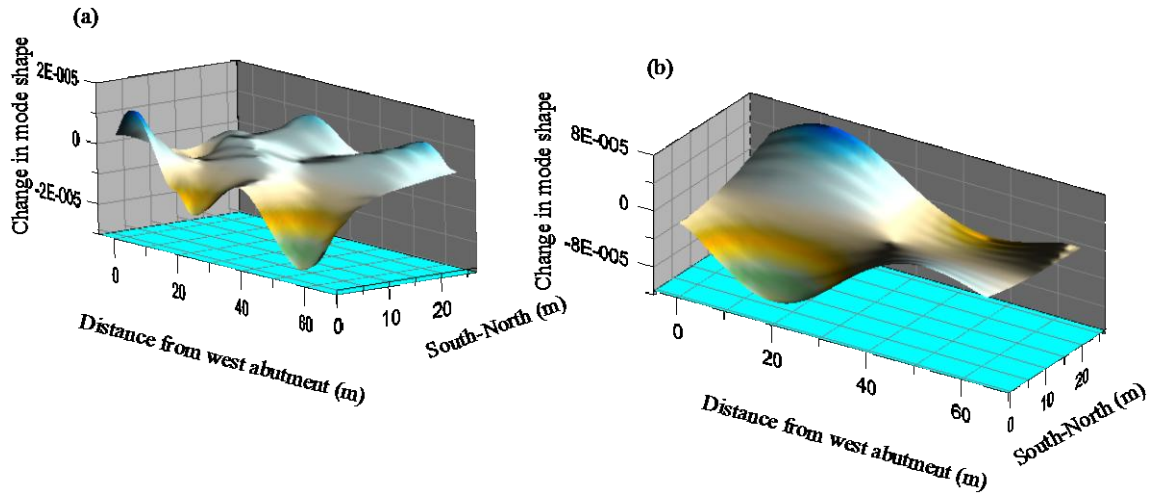 (a)
Change in mode shape
2E-005
0
-2E-005
0
20
40
60
0
10
20
Distance from west abutment (m)
South-North (m)
(b)
Change in mode shape
8E-005
0
-8E-005
0
20
40
60
0
10
20
Distance from west abutment (m)
South-North (m)